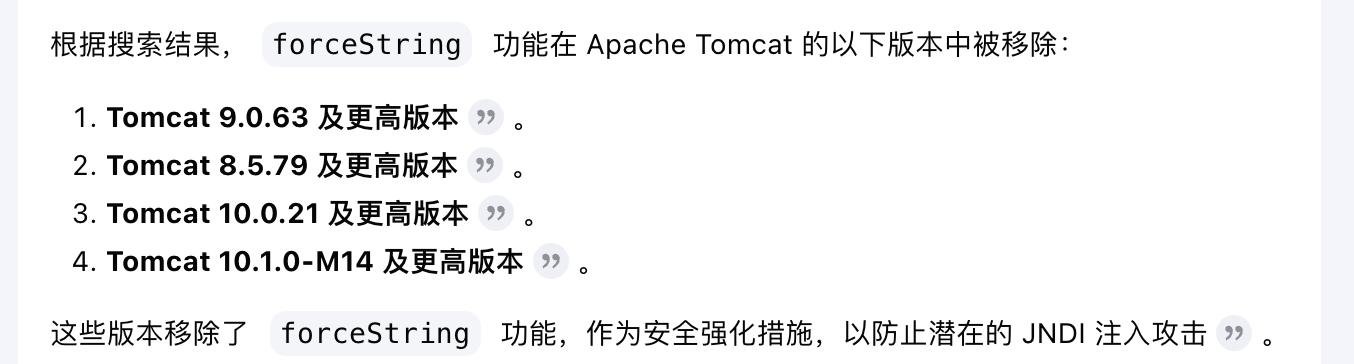 根据搜索结果， forceString 功能在 Apache Tomcat 的以下版本中被移除：
1. Tomcat 9.0.63 及更高版本 ” 。
2. Tomcat 8.5.79 及更高版本 ” 。
3. Tomcat 10.0.21 及更高版本 ” 。
4. Tomcat 10.1.0-M14 及更高版本 ” 。
这些版本移除了 forceString 功能，作为安全强化措施，以防止潜在的 JNDI 注入攻击 ” 。